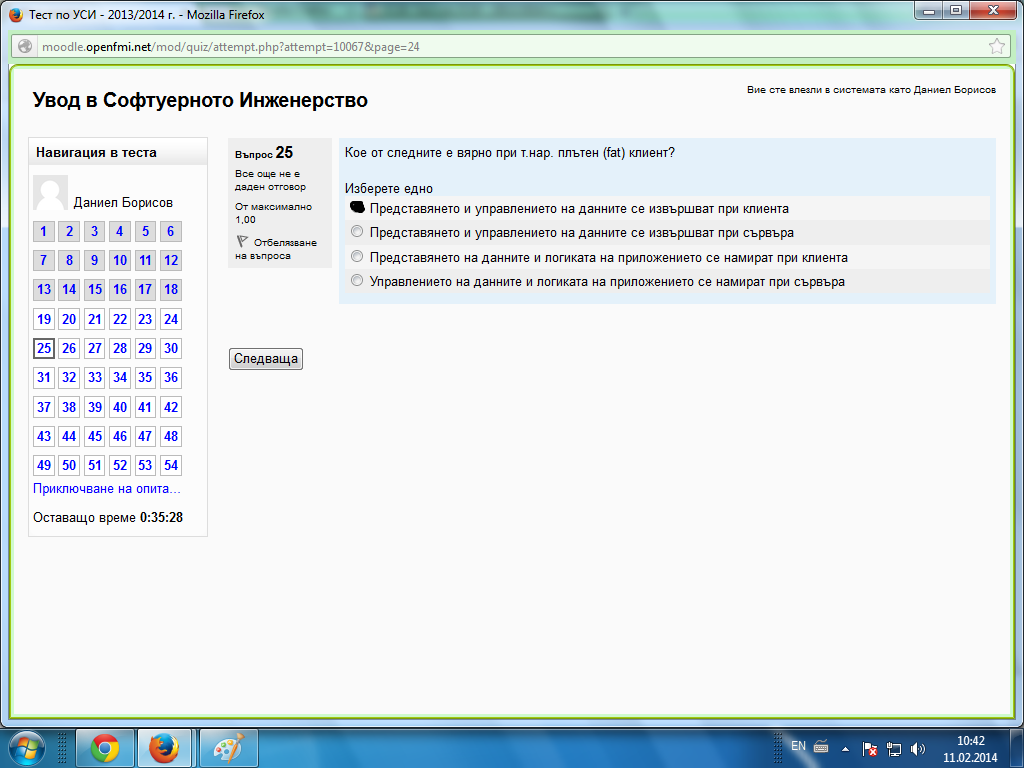 Тест по УСИ - 2013/2014 г. - Mozilla Firefox
moodle.openfmi.net/mod/quiz/attempt.php?attempt=10067&page=24
Увод в Софтуерното Инженерство
Вие сте влезли в системата като Даниел Борисов
Навигация в теста
Даниел Борисов
1 2 3 4 5 6
7 8 9 10 11 12
13 14 15 16 17 18
19 20 21 22 23 24
25 26 27 28 29 30
31 32 33 34 35 36
37 38 39 40 41 42
43 44 45 46 47 48
49 50 51 52 53 54
Приключване на опита...
Оставащо време 0:35:28
Въпрос 25
Все още не е
даден отговор
От максимално
1,00
Отбелязване
на въпроса
Кое от следните е вярно при т.нар. плътен (fat) клиент?
Изберете едно
Представянето и управлението на данните се извършват при клиента
Представянето и управлението на данните се извършват при сървъра
Представянето на данните и логиката на приложението се намират при клиента
Управлението на данните и логиката на приложението се намират при сървъра
Следваща
EN
10:42
11.02.2014